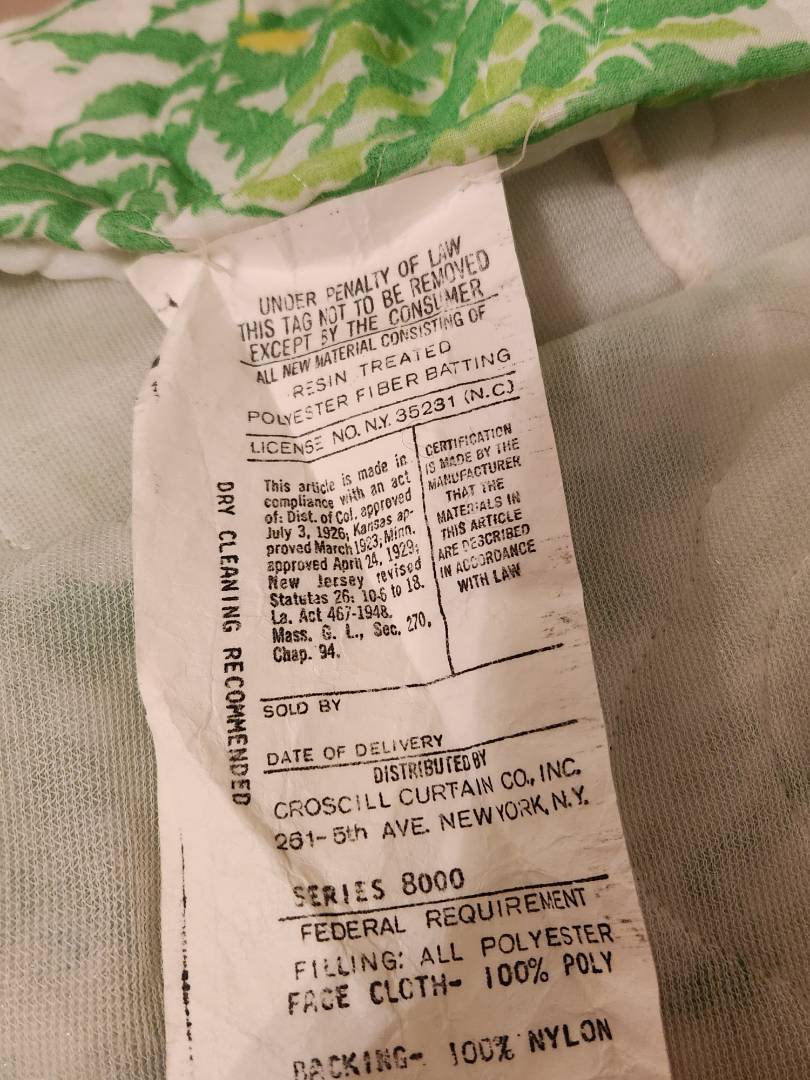 UNDER PENALTY OF LAW
THIS TAG NOT TO BE REMOVED
EXCEPT BY THE CONSUMER
ALL NEW MATERIAL CONSISTING OF
RESIN TREATED
POLYESTER FIBER BATTING
LICENSE NO. N.Y. 35231 (N.C)
This article is made in
compliance with an act
of: Dist. of Col. approved
July 3, 1926; Kansas ap-
proved March 1923; Minn.
approved April 24, 1929;
New Jersey revised
Statutes 26: 10-6 to 18.
La. Act 467-1948.
Mass. G. L., Sec. 270,
Chap. 94.
CERTIFICATION
IS MADE BY THE
MANUFACTURER
THAT THE
MATERIALS IN
THIS ARTICLE
ARE DESCRIBED
IN ACCORDANCE
WITH LAW
DRY CLEANING RECOMMENDED
SOLD BY
DATE OF DELIVERY
DISTRIBUTED BY
CROSCILL CURTAIN CO., INC.
261-5th AVE. NEW YORK, N.Y.
SERIES 8000
FEDERAL REQUIREMENT
FILLING: ALL POLYESTER
FACE CLOTH- 100% POLY
BACKING- 100% NYLON